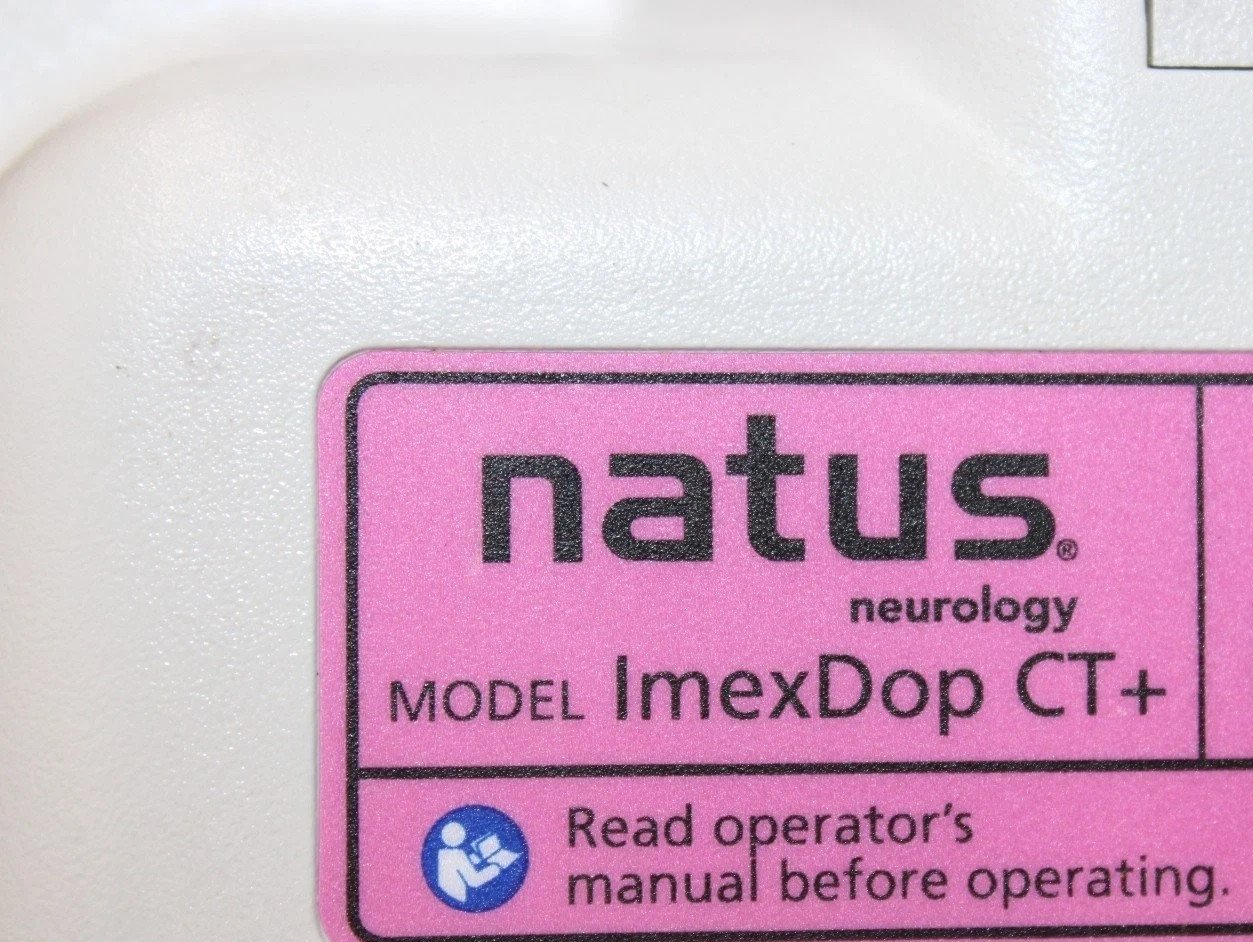 natus®
neurology
MODEL ImexDop CT+
Read operator's
manual before operating.